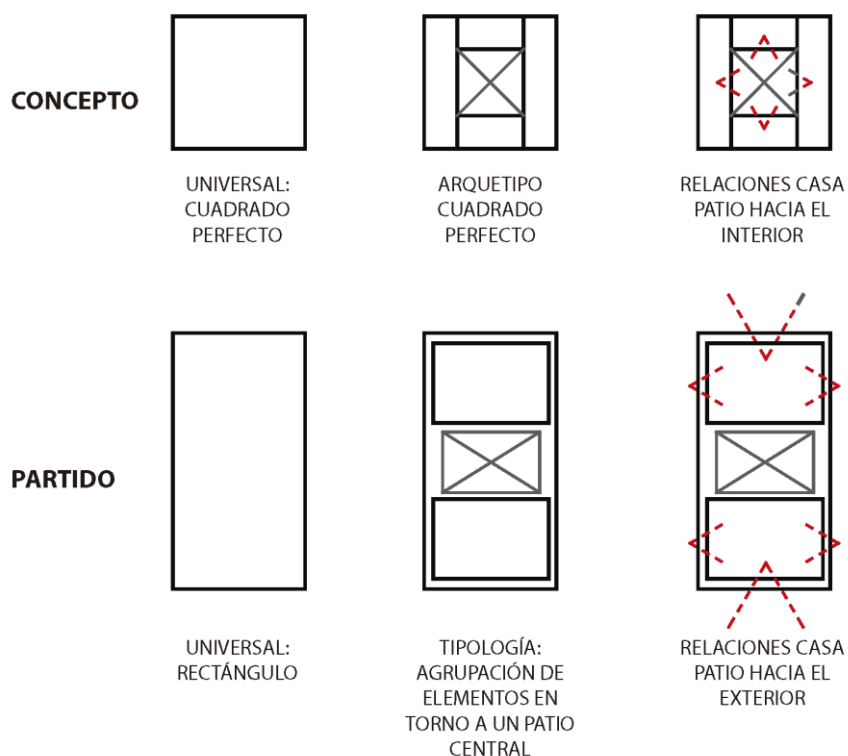 CONCEPTO
UNIVERSAL:
CUADRADO
PERFECTO
ARQUETIPO
CUADRADO
PERFECTO
RELACIONES CASA
PATIO HACIA EL
INTERIOR
PARTIDO
UNIVERSAL:
RECTÁNGULO
TIPOLOGÍA:
AGRUPACIÓN DE
ELEMENTOS EN
TORNO A UN PATIO
CENTRAL
RELACIONES CASA
PATIO HACIA EL
EXTERIOR